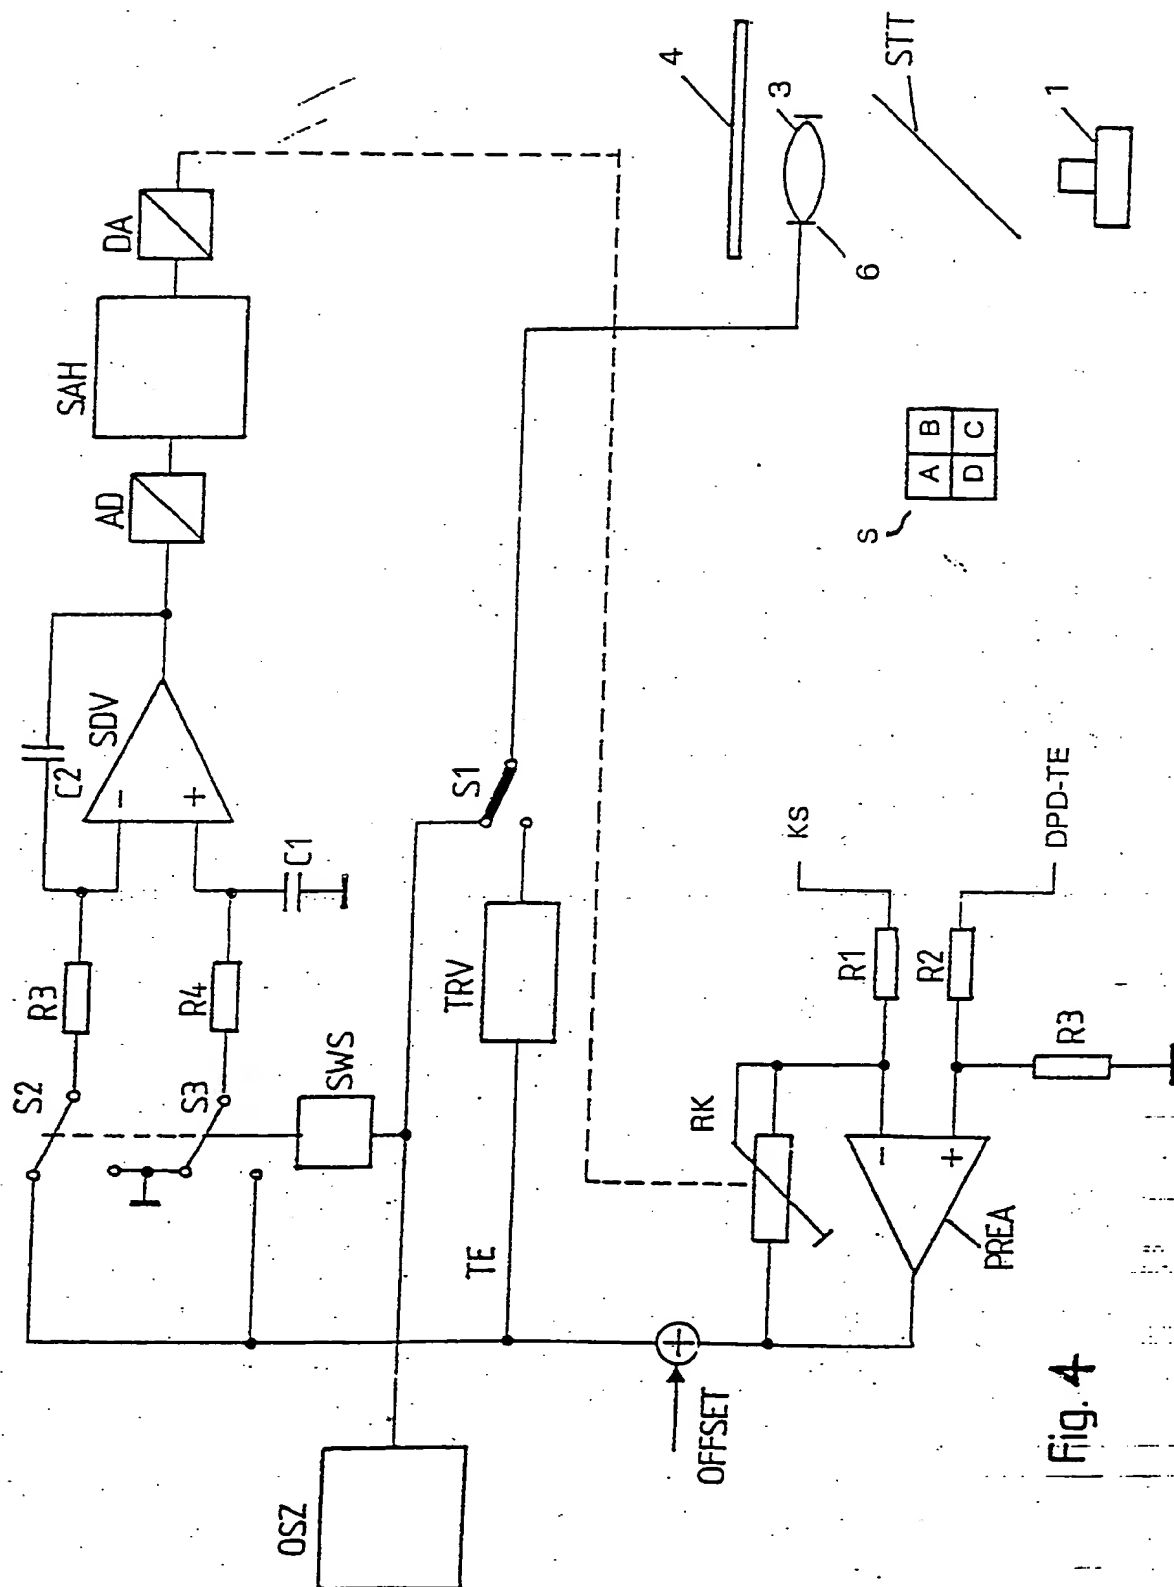 OSZ
S2
S3
SWS
R3
R4
C1
C2
SDV
−
+
AD
SAH
DA
TE
TRV
S1
OFFSET
+
RK
PREA
−
+
R1
R2
R3
KS
DPD-TE
S
A B
D C
4
3
6
STT
1
Fig. 4